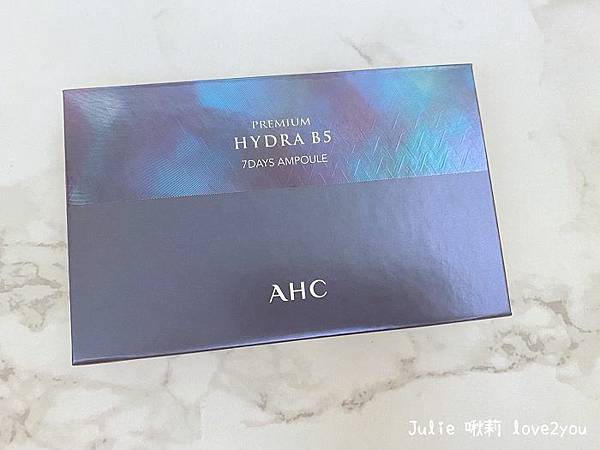 PREMIUM
HYDRA B5
7DAYS AMPOULE
AHC
Julie 啾莉 love2you